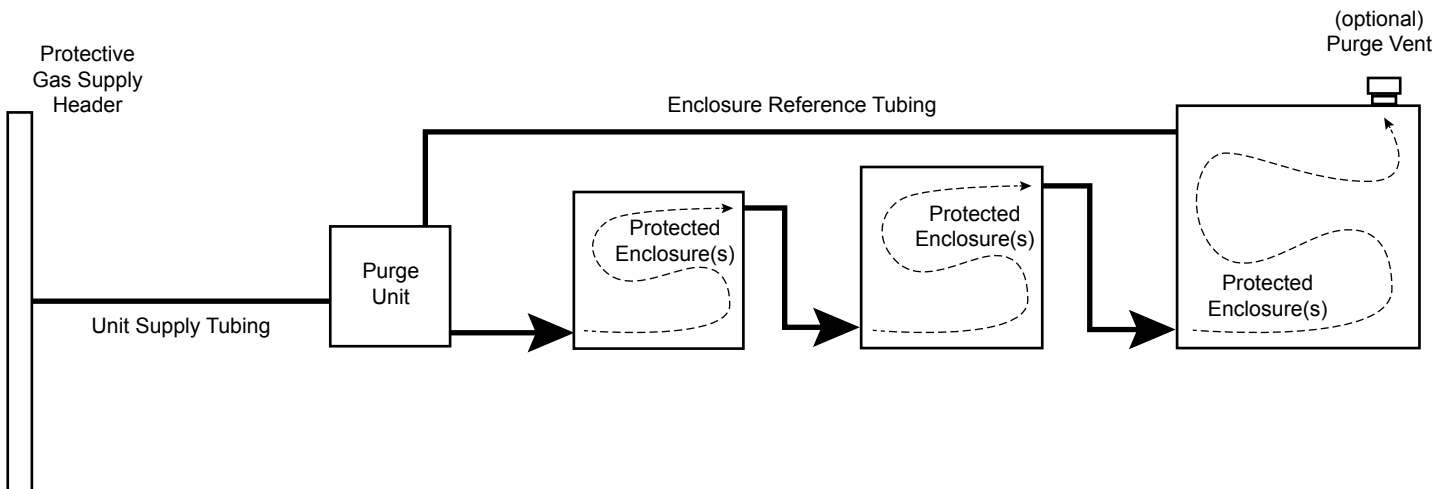 (optional)
Purge Vent
Protective
Gas Supply
Header
Enclosure Reference Tubing
Protected
Enclosure(s)
Protected
Enclosure(s)
Purge
Unit
Protected
Enclosure(s)
Unit Supply Tubing